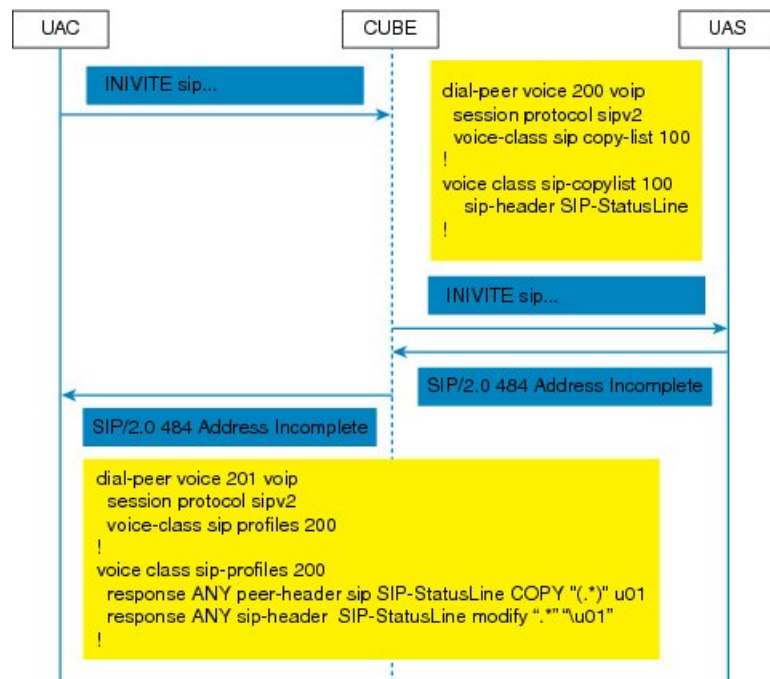 UAC
CUBE
UAS
INIVITE sip...
dial-peer voice 200 voip
session protocol sipv2
voice-class sip copy-list 100
!
voice class sip-copylist 100
sip-header SIP-StatusLine
!
INIVITE sip...
SIP/2.0 484 Address Incomplete
SIP/2.0 484 Address Incomplete
dial-peer voice 201 voip
session protocol sipv2
voice-class sip profiles 200
!
voice class sip-profiles 200
response ANY peer-header sip SIP-StatusLine COPY "(.*)" u01
response ANY sip-header SIP-StatusLine modify “.*” “\u01”
!